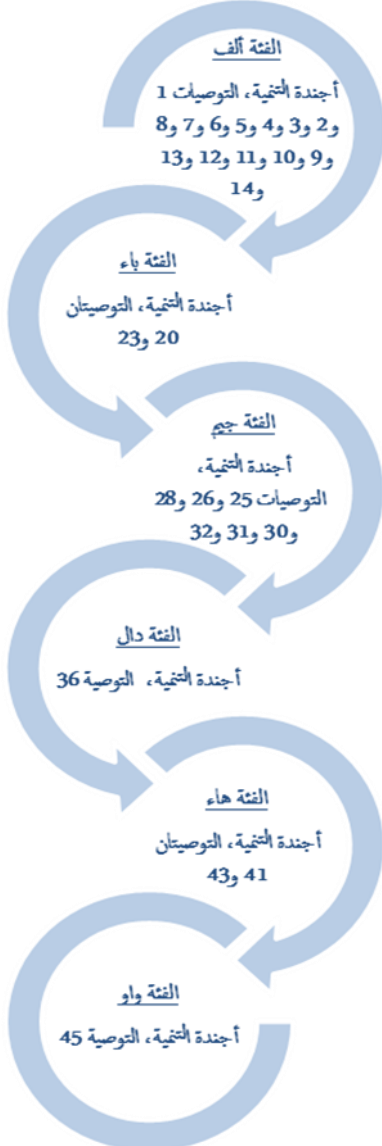 الفئة ألف
أجندة التنمية، التوصيات 1
و2 و3 و4 و5 و6 و7 و8
و9 و10 و11 و12 و13
و14
الفئة باء
أجندة التنمية، التوصيتان
20 و23
الفئة جيم
أجندة التنمية،
التوصيات 25 و26 و28
و30 و31 و32
الفئة دال
أجندة التنمية، التوصية 36
الفئة هاء
أجندة التنمية، التوصيتان
41 و43
الفئة واو
أجندة التنمية، التوصية 45